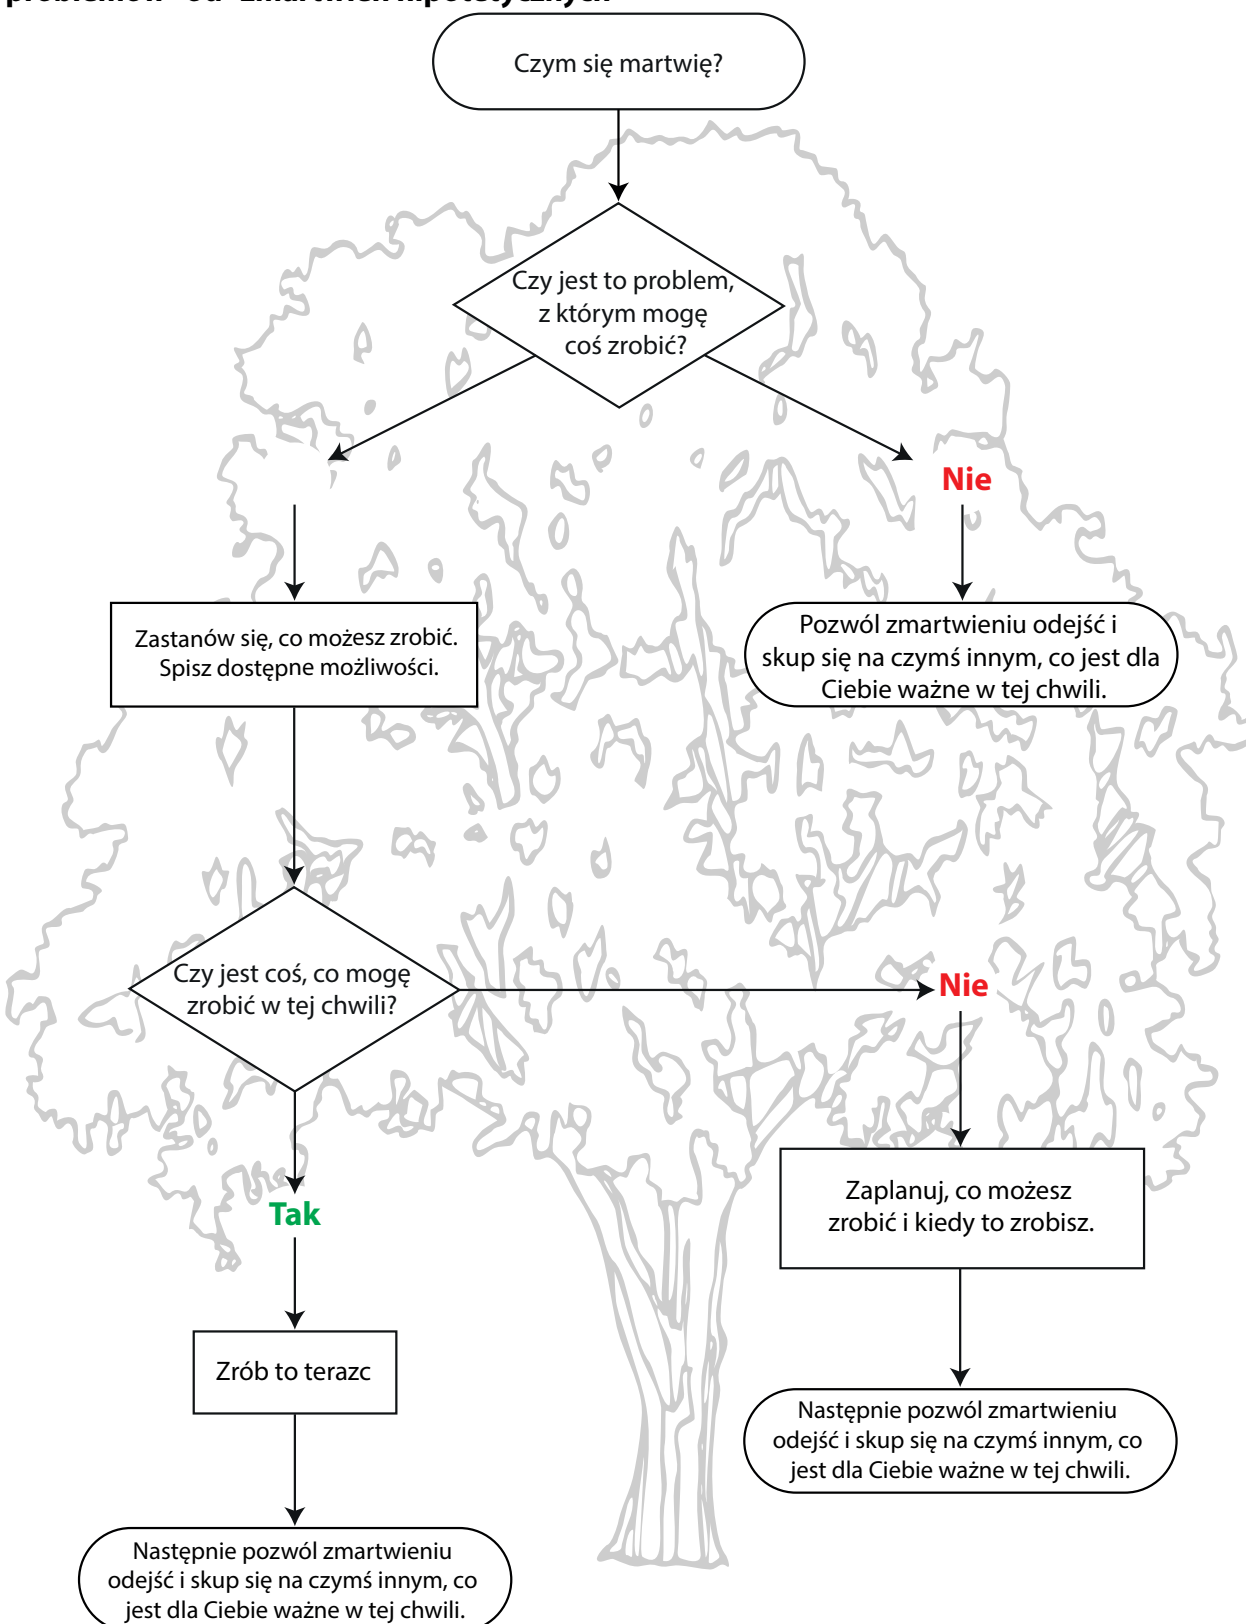 Czym się martwię?
Czy jest to problem,
z którym mogę
coś zrobić?
Nie
Zastanów się, co możesz zrobić.
Spisz dostępne możliwości.
Pozwól zmartwieniu odejść i
skup się na czymś innym, co jest dla
Ciebie ważne w tej chwili.
Czy jest coś, co mogę
zrobić w tej chwili?
Nie
Tak
Zaplanuj, co możesz
zrobić i kiedy to zrobisz.
Zrób to terazc
Następnie pozwól zmartwieniu
odejść i skup się na czymś innym, co
jest dla Ciebie ważne w tej chwili.
Następnie pozwól zmartwieniu
odejść i skup się na czymś innym, co
jest dla Ciebie ważne w tej chwili.